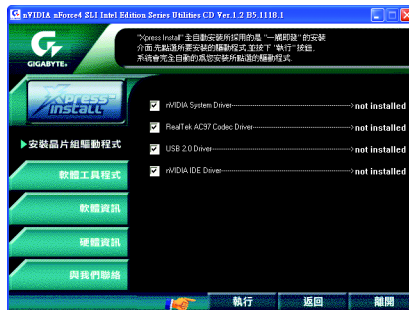 nVIDIA nForce4 SLI Intel Edition Series Utilities CD Ver.1.2 B5.1118.1
GIGABYTE
"Xpress Install" 全自動安裝所採用的是 "一觸即發" 的安裝
介面,先點選所要安裝的驅動程式,並按下 "執行" 按鈕,
系統會完全自動的為您安裝所點選的驅動程式.
Xpress-
Install
安裝晶片組驅動程式
軟體工具程式
軟體資訊
硬體資訊
與我們聯絡
nVIDIA System Driver not installed
RealTek AC97 Codec Driver not installed
USB 2.0 Driver not installed
nVIDIA IDE Driver not installed
執行
返回
離開